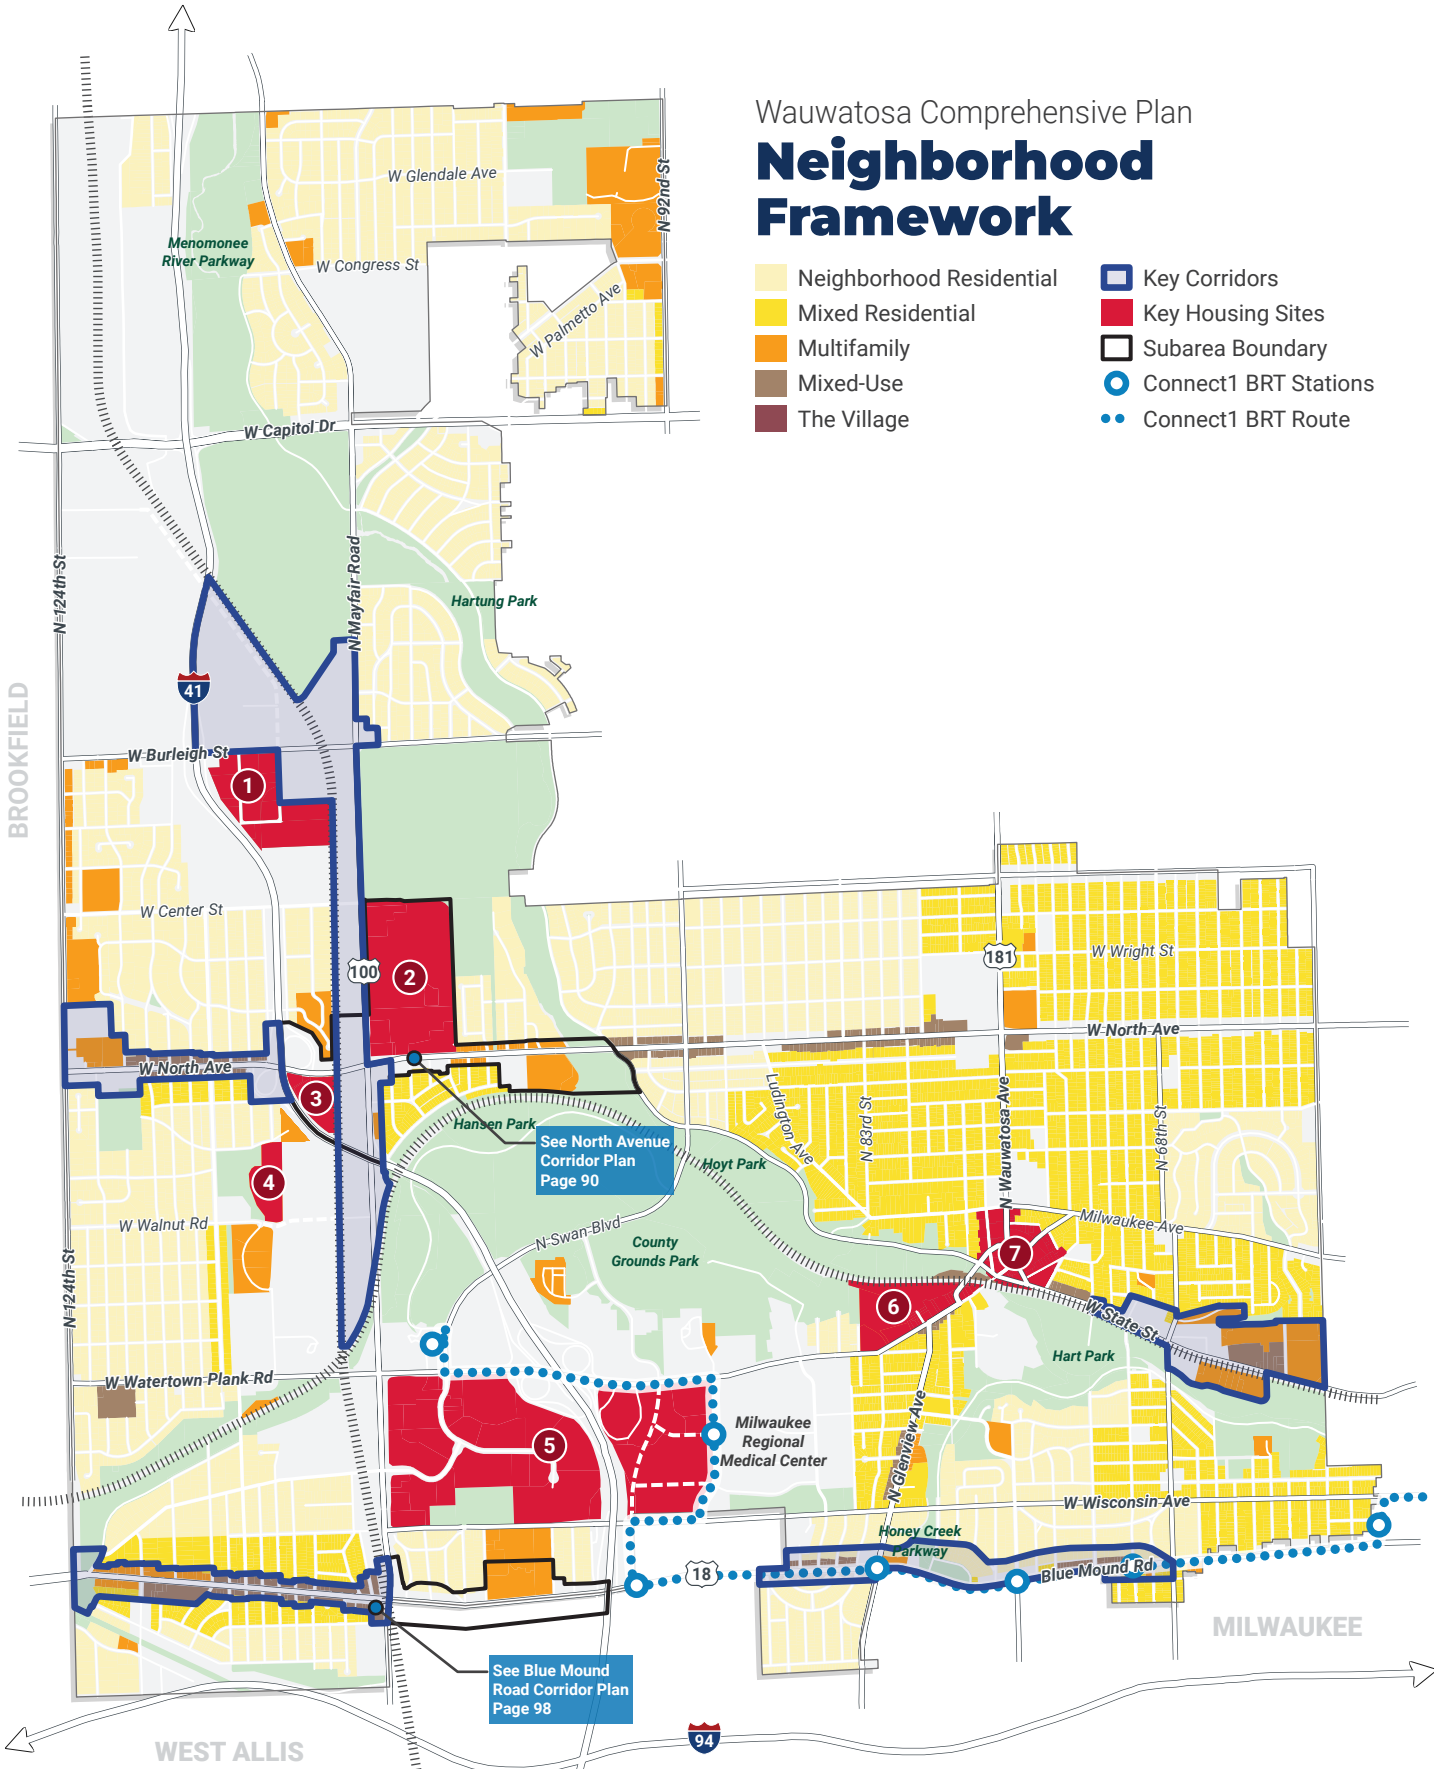 Wauwatosa Comprehensive Plan
Neighborhood
Framework
Neighborhood Residential
Mixed Residential
Multifamily
Mixed-Use
The Village
Key Corridors
Key Housing Sites
Subarea Boundary
Connect1 BRT Stations
Connect1 BRT Route
W Glendale Ave
N 92nd St
Menomonee
River Parkway
W Congress St
W Palmetto Ave
W Capitol Dr
N 124th St
N Mayfair Road
Hartung Park
41
BROOKFIELD
W Burleigh St
1
W Center St
100
2
181
W Wright St
W North Ave
W North Ave
3
Hansen Park
See North Avenue
Corridor Plan
Page 90
Hoyt Park
Ludington Ave
N 83rd St
N Wauwatosa Ave
N 68th St
4
W Walnut Rd
N Swan Blvd
County
Grounds Park
Milwaukee Ave
7
6
N 124th St
W State St
Hart Park
W Watertown Plank Rd
5
Milwaukee
Regional
Medical Center
N Glenview Ave
W Wisconsin Ave
Honey Creek
Parkway
18
Blue Mound Rd
MILWAUKEE
See Blue Mound
Road Corridor Plan
Page 98
94
WEST ALLIS